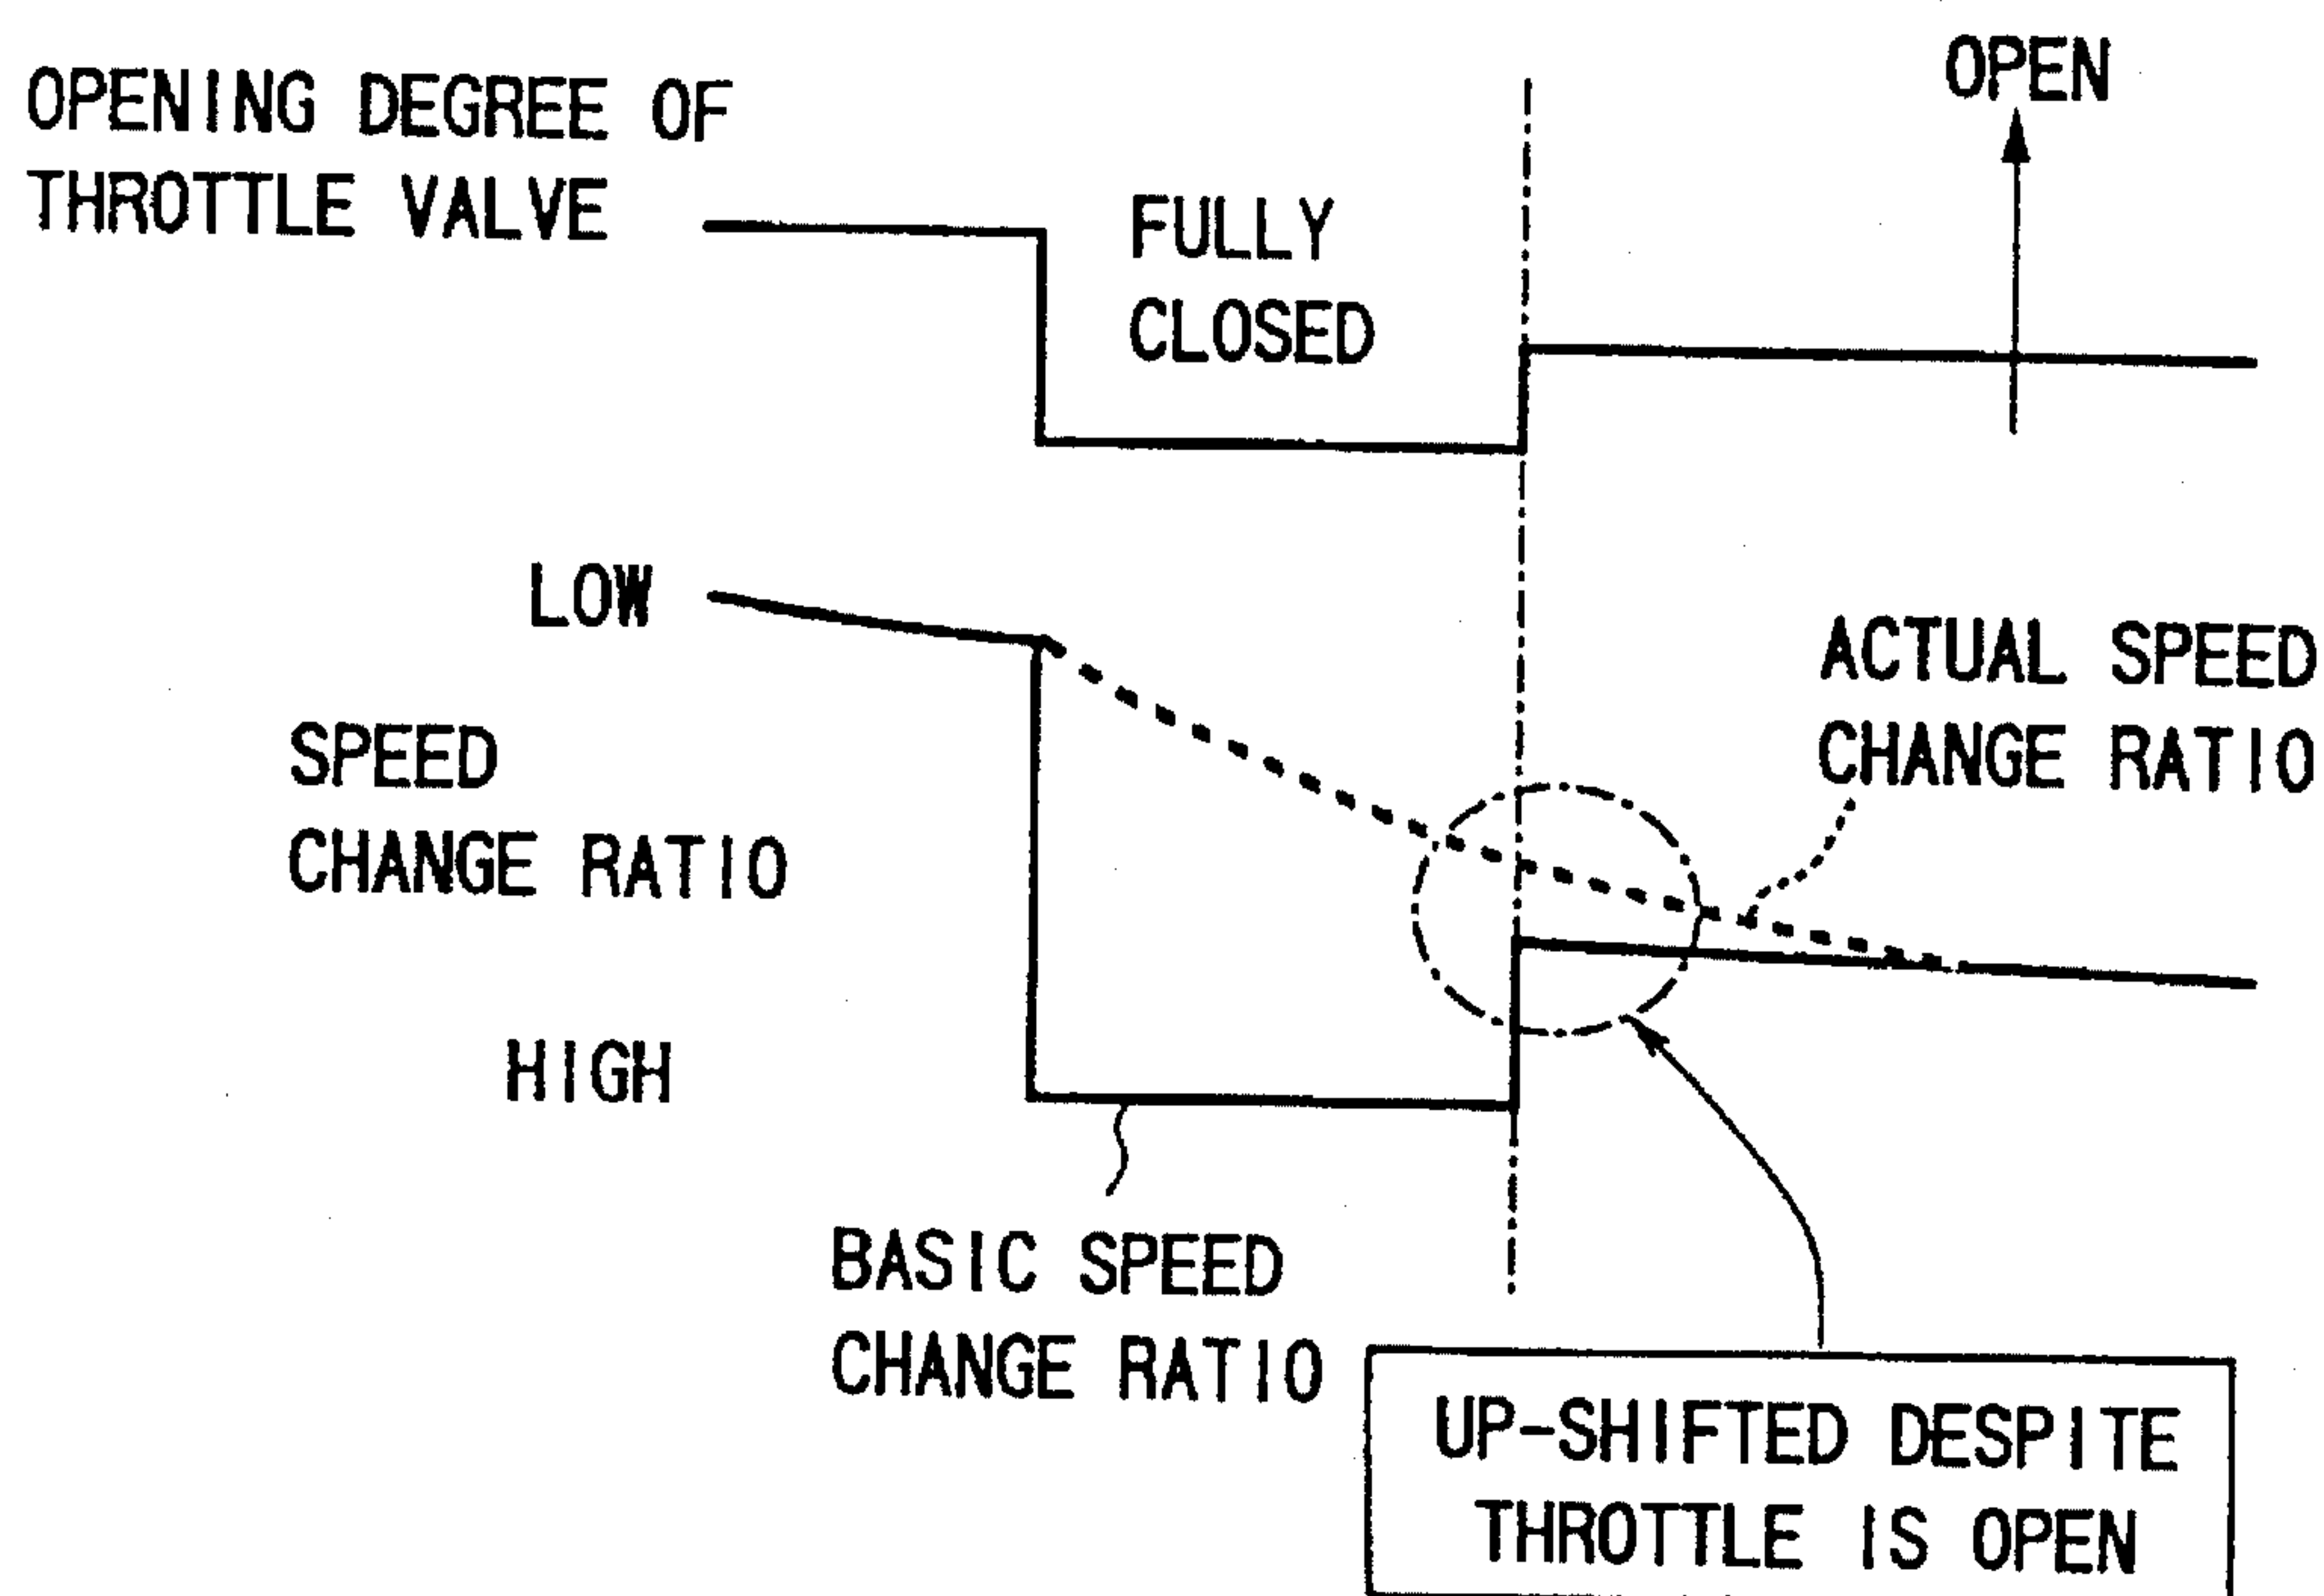 OPENING DEGREE OF
THROTTLE VALVE
OPEN
FULLY
CLOSED
LOW
SPEED
CHANGE RATIO
HIGH
ACTUAL SPEED
CHANGE RATIO
BASIC SPEED
CHANGE RATIO
UP-SHIFTED DESPITE
THROTTLE IS OPEN